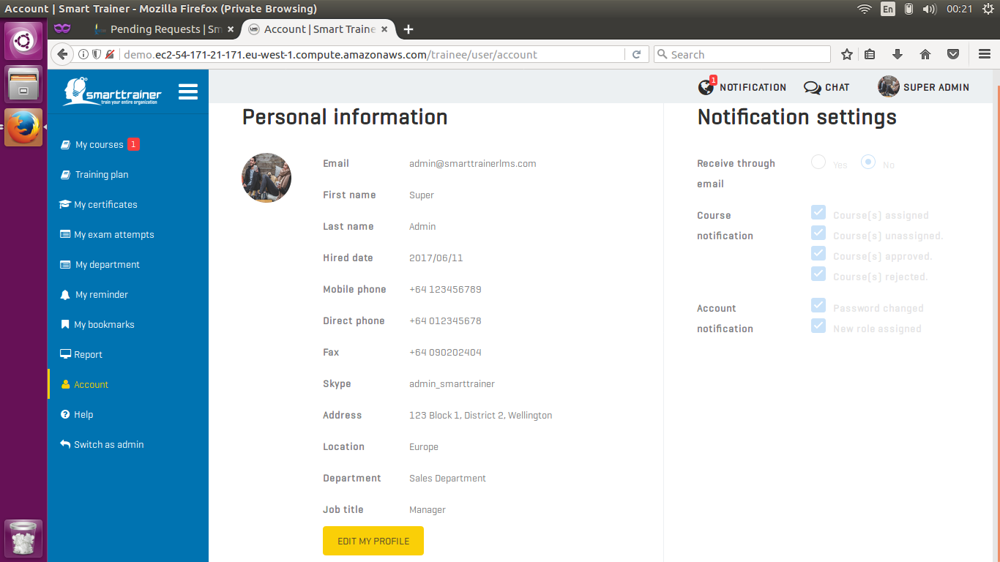 Account | Smart Trainer - Mozilla Firefox (Private Browsing)
En
00:21
Pending Requests | Sm
Account | Smart Traine
demo.ec2-54-171-21-171.eu-west-1.compute.amazonaws.com/trainee/user/account
Search
smarttrainer
train your entire organization
1
NOTIFICATION
CHAT
SUPER ADMIN
My courses 1
Training plan
My certificates
My exam attempts
My department
My reminder
My bookmarks
Report
Account
Help
Switch as admin
Personal information
Email admin@smarttrainerlms.com
First name Super
Last name Admin
Hired date 2017/06/11
Mobile phone +64 123456789
Direct phone +64 012345678
Fax +64 090202404
Skype admin_smarttrainer
Address 123 Block 1, District 2, Wellington
Location Europe
Department Sales Department
Job title Manager
EDIT MY PROFILE
Notification settings
Receive through
email
Yes No
Course
notification
Course(s) assigned
Course(s) unassigned.
Course(s) approved.
Course(s) rejected.
Account
notification
Password changed
New role assigned